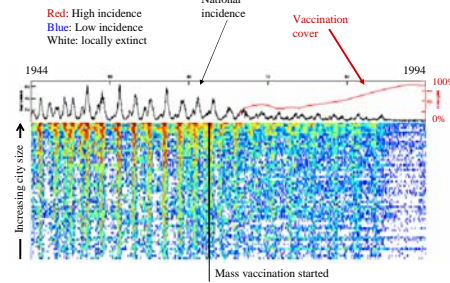 National
incidence
Red: High incidence
Blue: Low incidence
White: locally extinct
Vaccination
cover
1944
1994
100%
0%
Increasing city size
Mass vaccination started